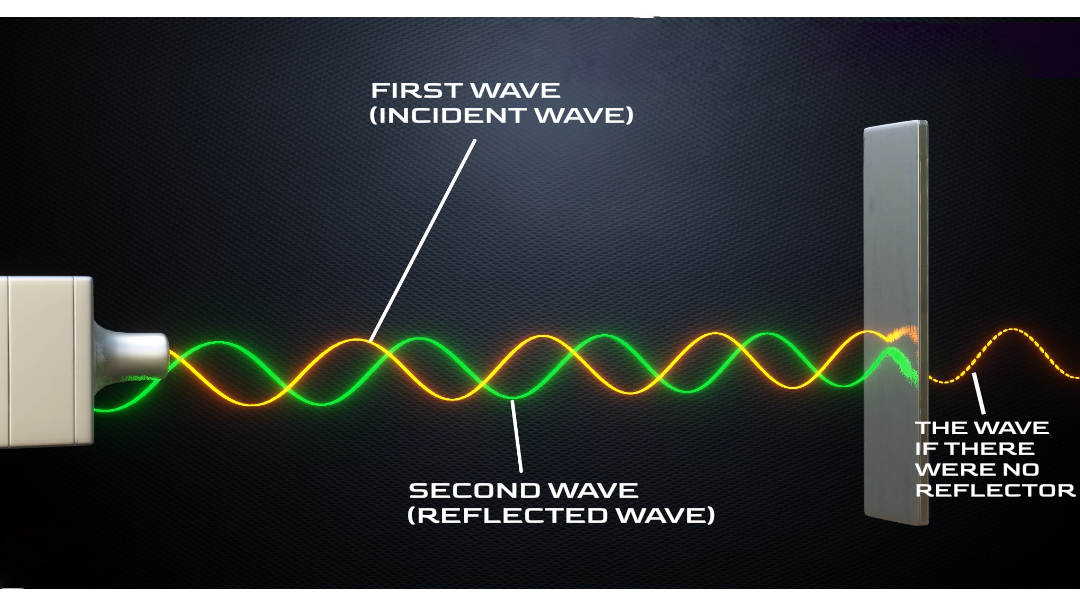 FIRST WAVE
(INCIDENT WAVE)
THE WAVE
IF THERE
WERE NO
REFLECTOR
SECOND WAVE
(REFLECTED WAVE)